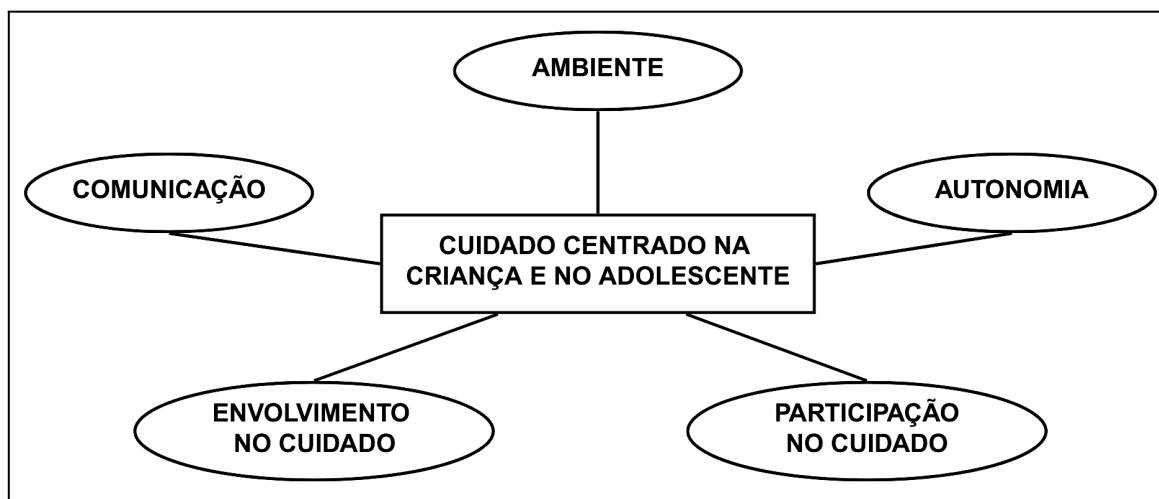 AMBIENTE
COMUNICAÇÃO
AUTONOMIA
CUIDADO CENTRADO NA
CRIANÇA E NO ADOLESCENTE
ENVOLVIMENTO
NO CUIDADO
PARTICIPAÇÃO
NO CUIDADO